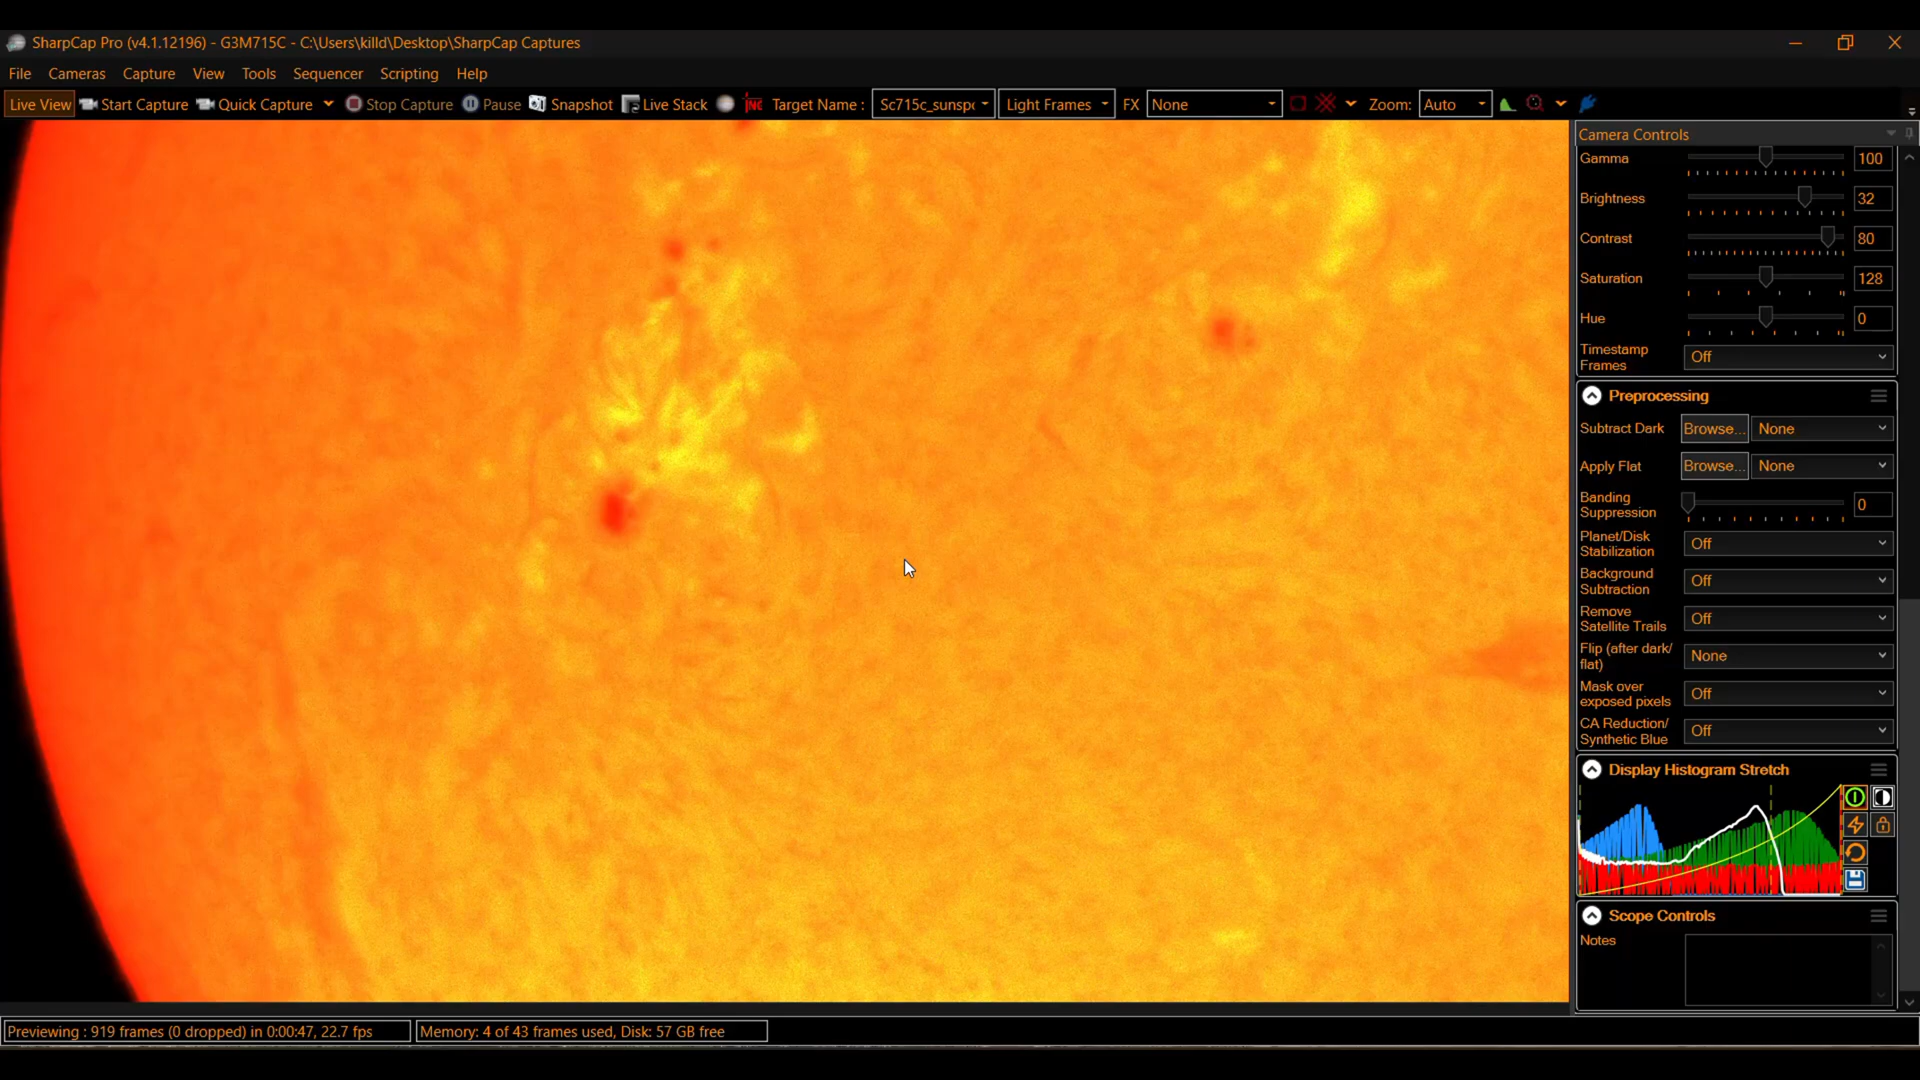 SharpCap Pro (v4.1.12196) - G3M715C - C:\Users\killd\Desktop\SharpCap Captures
File Cameras Capture View Tools Sequencer Scripting Help
Live View Start Capture Quick Capture Stop Capture Pause Snapshot Live Stack Target Name : Sc715c_sunsp Light Frames FX None Zoom: Auto
Camera Controls
Gamma 100
Brightness 32
Contrast 80
Saturation 128
Hue 0
Timestamp
Frames Off
Preprocessing
Subtract Dark Browse... None
Apply Flat Browse... None
Banding
Suppression 0
Planet/Disk
Stabilization Off
Background
Subtraction Off
Remove
Satellite Trails Off
Flip (after dark/
flat) None
Mask over
exposed pixels Off
CA Reduction/
Synthetic Blue Off
Display Histogram Stretch
Scope Controls
Notes
Previewing : 919 frames (0 dropped) in 0:00:47, 22.7 fps Memory: 4 of 43 frames used, Disk: 57 GB free